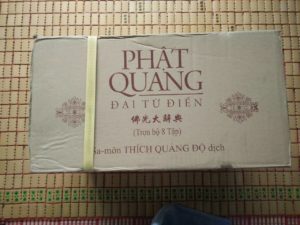 PHẬT
QUANG
ĐẠI TỪ ĐIỂN
佛光大辭典
(Trọn bộ 8 Tập)
Sa-môn THÍCH QUẢNG ĐỘ dịch